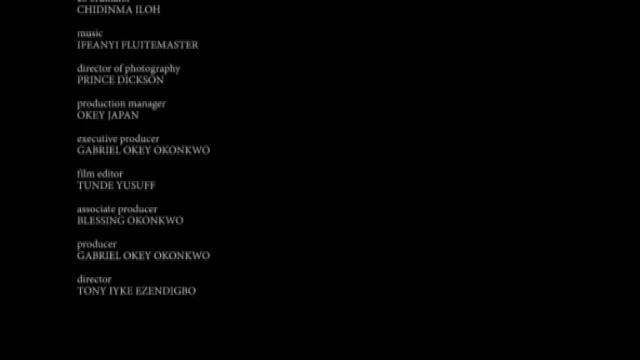 CHIDINMA ILOH
music
IFEANYI FLUITEMASTER
director of photography
PRINCE DICKSON
production manager
OKEY JAPAN
executive producer
GABRIEL OKEY OKONKWO
film editor
TUNDE YUSUFF
associate producer
BLESSING OKONKWO
producer
GABRIEL OKEY OKONKWO
director
TONY IYKE EZENDIGBO